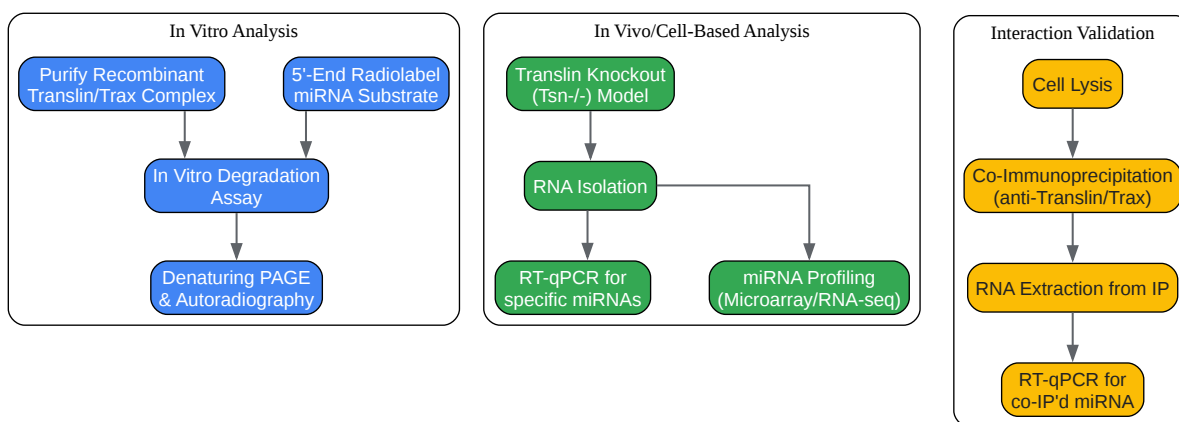 In Vitro Analysis
Purify Recombinant
Translin/Trax Complex
5'-End Radiolabel
miRNA Substrate
In Vitro Degradation
Assay
Denaturing PAGE
& Autoradiography
In Vivo/Cell-Based Analysis
Translin Knockout
(Tsn-/-) Model
RNA Isolation
RT-qPCR for
specific miRNAs
miRNA Profiling
(Microarray/RNA-seq)
Interaction Validation
Cell Lysis
Co-Immunoprecipitation
(anti-Translin/Trax)
RNA Extraction from IP
RT-qPCR for
co-IP'd miRNA